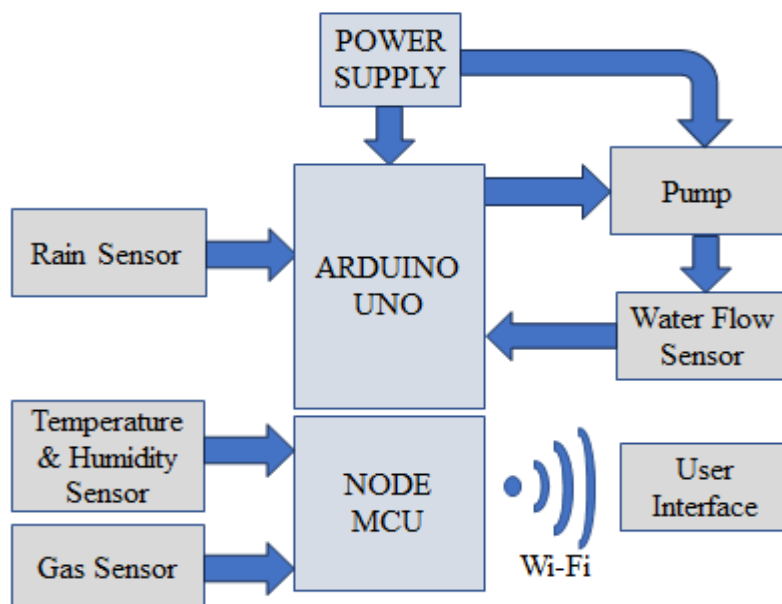 POWER
SUPPLY
Pump
Rain Sensor
ARDUINO
UNO
Water Flow
Sensor
Temperature
& Humidity
Sensor
NODE
MCU
User
Interface
Gas Sensor
Wi-Fi